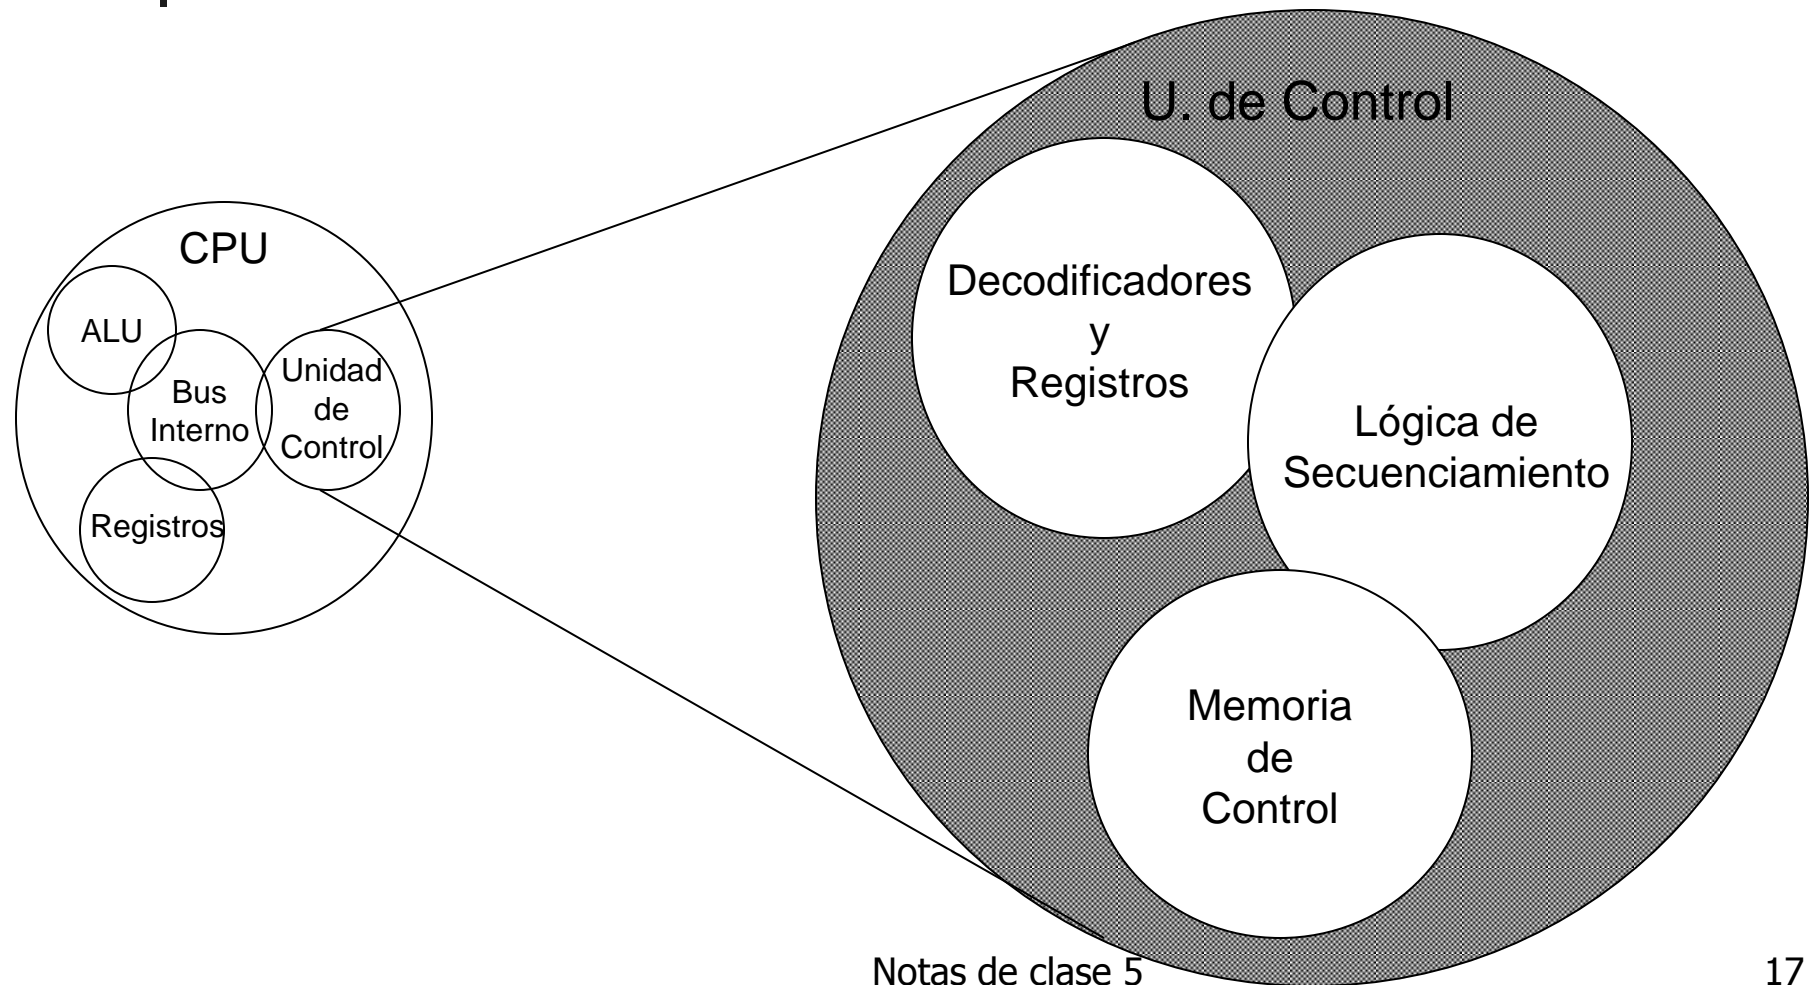 CPU
ALU
Bus
Interno
Unidad
de
Control
Registros
U. de Control
Decodificadores
y
Registros
Lógica de
Secuenciamiento
Memoria
de
Control
Notas de clase 5
17